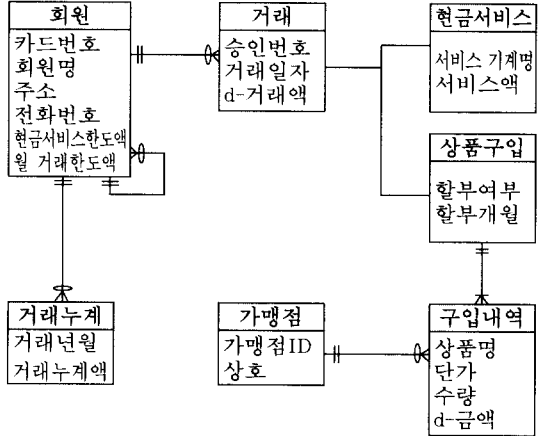 회원
카드번호
회원명
주소
전화번호
현금서비스한도액
월 거래한도액
거래
승인번호
거래일자
d-거래액
현금서비스
서비스 기계명
서비스액
상품구입
할부여부
할부개월
거래누계
거래년월
거래누계액
가맹점
가맹점ID
상호
구입내역
상품명
단가
수량
d-금액